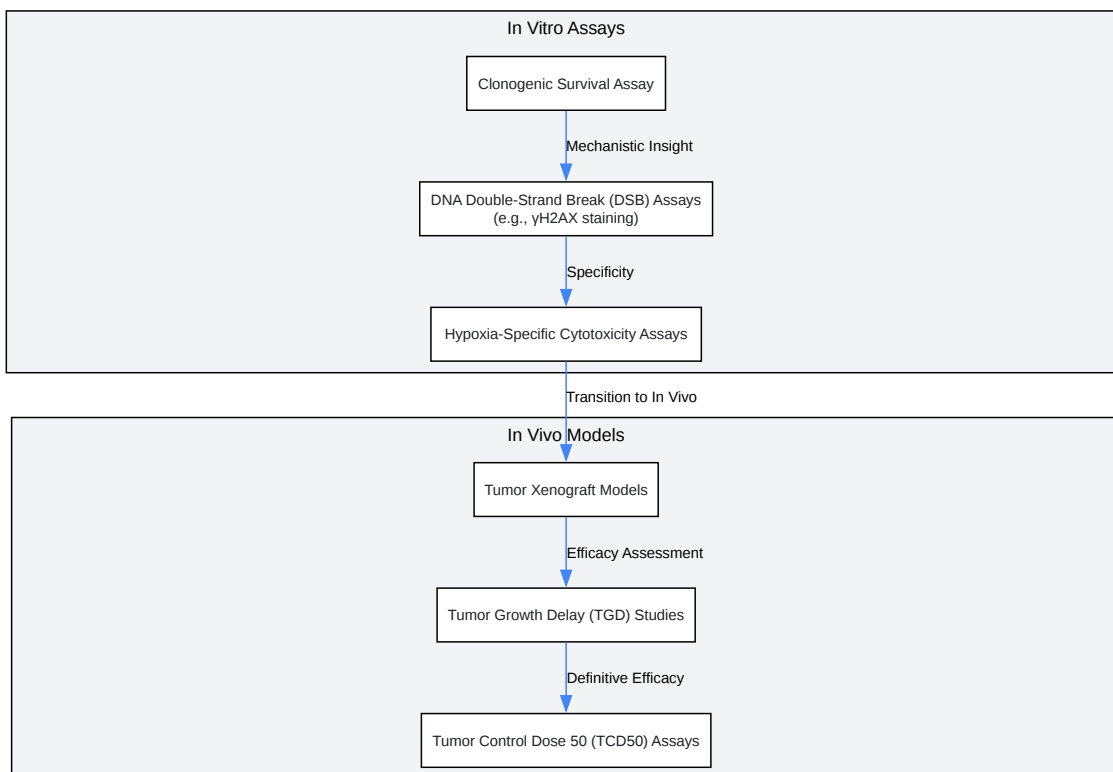 In Vitro Assays
Clonogenic Survival Assay
Mechanistic Insight
DNA Double-Strand Break (DSB) Assays
(e.g., γH2AX staining)
Specificity
Hypoxia-Specific Cytotoxicity Assays
Transition to In Vivo
In Vivo Models
Tumor Xenograft Models
Efficacy Assessment
Tumor Growth Delay (TGD) Studies
Definitive Efficacy
Tumor Control Dose 50 (TCD50) Assays